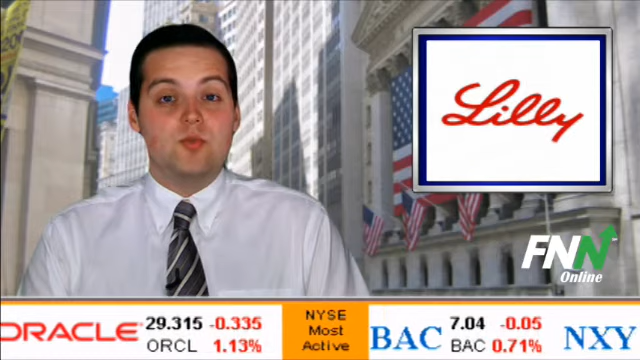 Lilly
FNN
Online
ORACLE
29.315 -0.335
ORCL 1.13%
NYSE
Most
Active
BAC
7.04 -0.05
BAC 0.71%
NXY